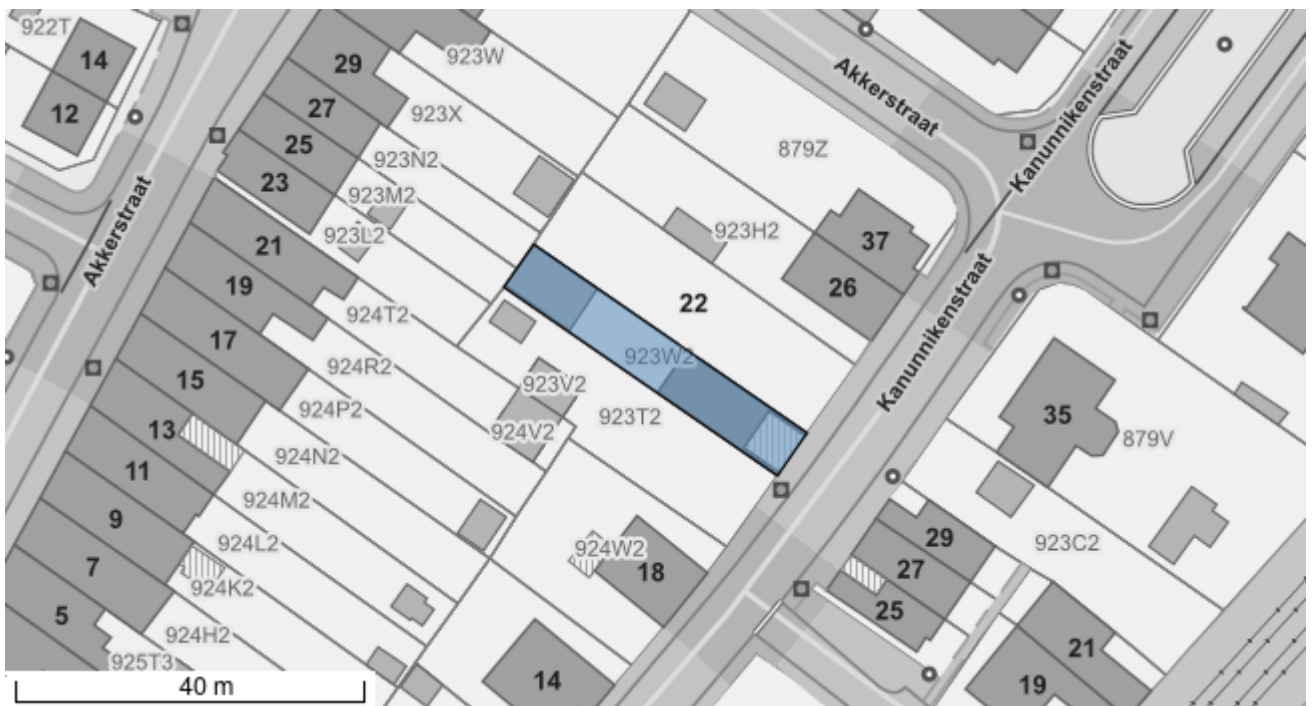 922T
14
12
29
27
25
23
923W
923X
923N2
923M2
923L2
Akkerstraat
21
19
17
15
13
11
9
7
5
924T2
924R2
924P2
924N2
924M2
924L2
924K2
924H2
925T3
923V2
924V2
923T2
924W2
18
14
923W2
22
923H2
879Z
37
26
Akkerstraat
Kanunnikenstraat
Kanunnikenstraat
35
879V
923C2
29
27
25
21
19
40 m